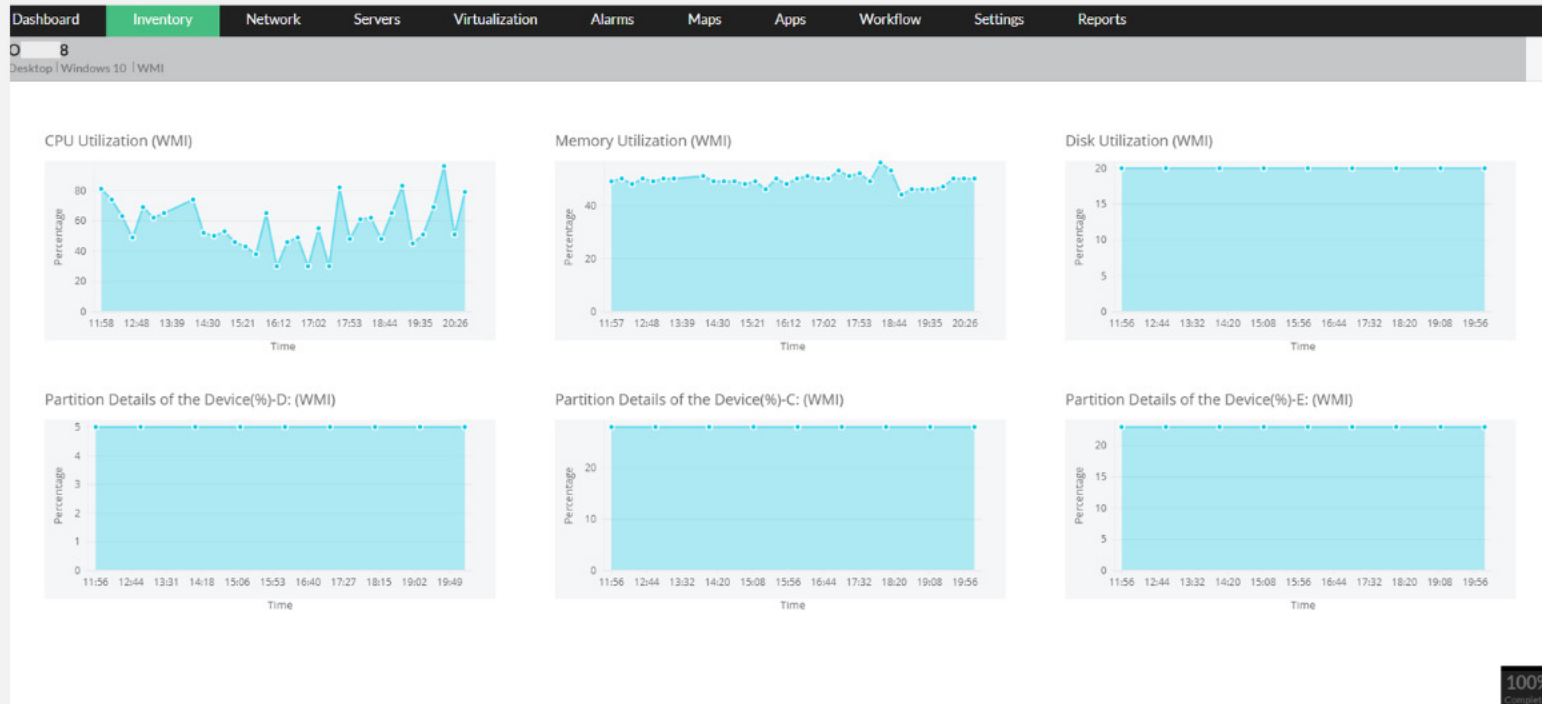 Dashboard Inventory Network Servers Virtualization Alarms Maps Apps Workflow Settings Reports
O 8
Desktop | Windows 10 | WMI
CPU Utilization (WMI)
80
60
40
20
0
Percentage
11:58 12:48 13:39 14:30 15:21 16:12 17:02 17:53 18:44 19:35 20:26
Time
Memory Utilization (WMI)
40
20
0
Percentage
11:57 12:48 13:39 14:30 15:21 16:12 17:02 17:53 18:44 19:35 20:26
Time
Disk Utilization (WMI)
20
15
10
5
0
Percentage
11:56 12:44 13:32 14:20 15:08 15:56 16:44 17:32 18:20 19:08 19:56
Time
Partition Details of the Device(%)-D: (WMI)
5
4
3
2
1
0
Percentage
11:56 12:44 13:31 14:18 15:06 15:53 16:40 17:27 18:15 19:02 19:49
Time
Partition Details of the Device(%)-C: (WMI)
20
10
0
Percentage
11:56 12:44 13:32 14:20 15:08 15:56 16:44 17:32 18:20 19:08 19:56
Time
Partition Details of the Device(%)-E: (WMI)
20
15
10
5
0
Percentage
11:56 12:44 13:32 14:20 15:08 15:56 16:44 17:32 18:20 19:08 19:56
Time
100%